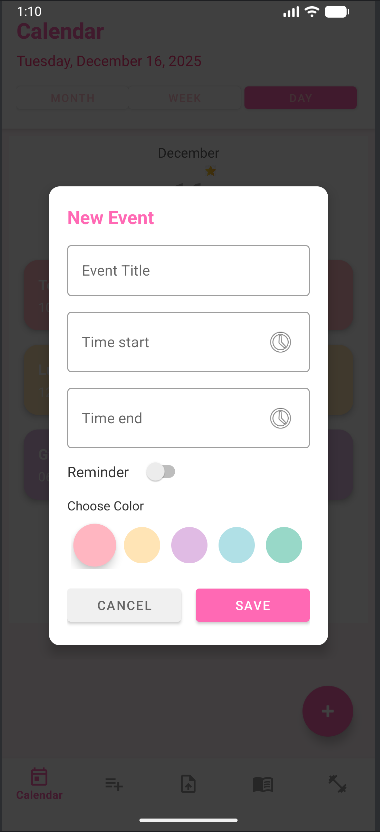 1:10
Calendar
Tuesday, December 16, 2025
MONTH WEEK DAY
December
New Event
Event Title
Time start
Time end
Reminder
Choose Color
CANCEL SAVE
+
Calendar